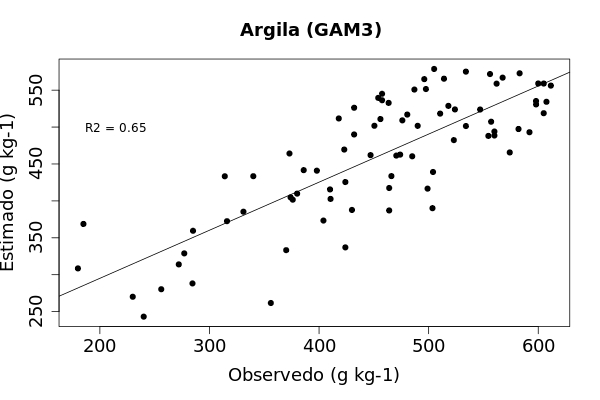 Argila (GAM3)
Estimado (g kg-1)
550
450
350
250
R2 = 0.65
200 300 400 500 600
Observedo (g kg-1)